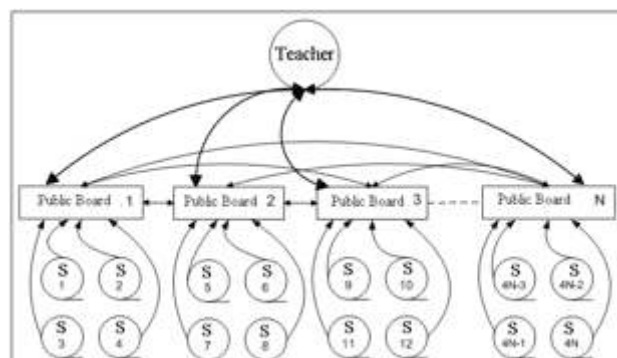 Teacher
Public Board .1
Public Board 2
Public Board 3
Public Board N
S 1
S 2
S 5
S 6
S 9
S 10
S 4N-3
S 4N-2
S 3
S 4
S 7
S 8
S 11
S 12
S 4N-1
S 4N